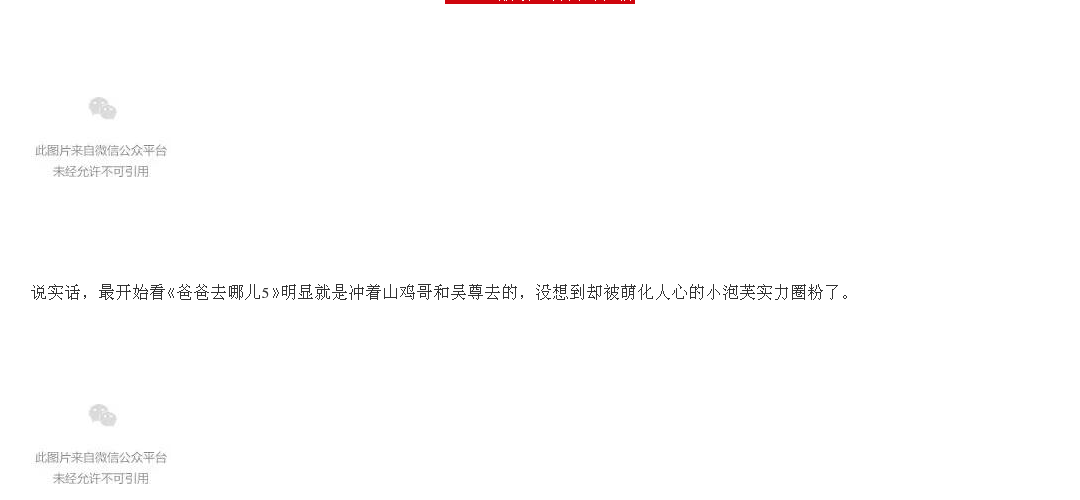 此图片来自微信公众平台
未经允许不可引用
说实话，最开始看《爸爸去哪儿5》明显就是冲着山鸡哥和吴尊去的，没想到却被萌化人心的小泡芙实力圈粉了。
此图片来自微信公众平台
未经允许不可引用